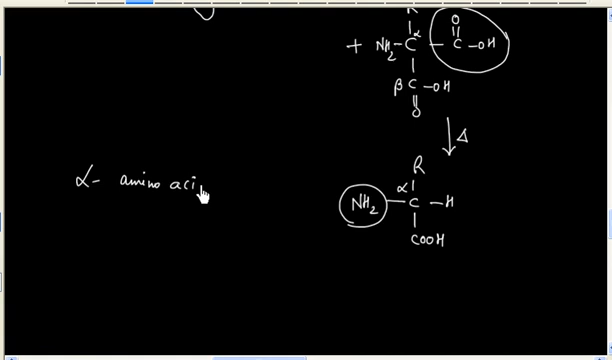 R
O
+ NH2 - C α - C - OH
β C - OH
O
Δ
R
α
NH2 - C - H
COOH
α- amino aci